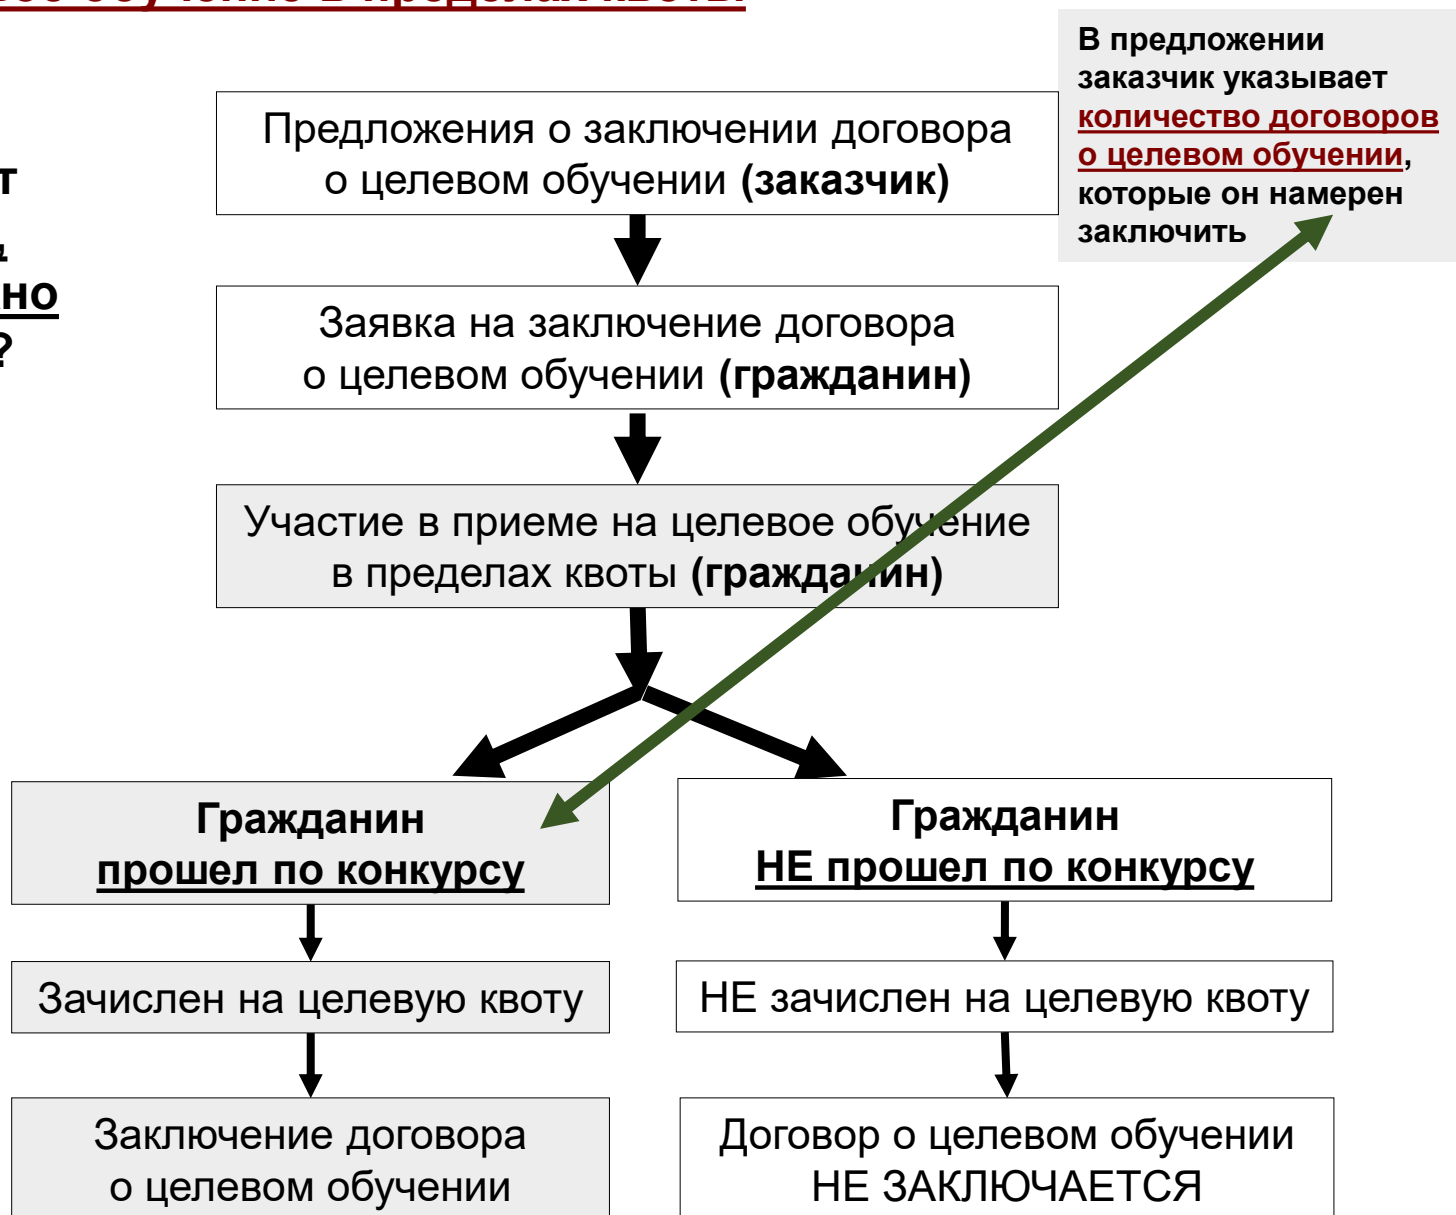 обучение в пределах квоты
В предложении
заказчик указывает
количество договоров
о целевом обучении,
которые он намерен
заключить
Предложения о заключении договора
о целевом обучении (заказчик)
?
Заявка на заключение договора
о целевом обучении (гражданин)
Участие в приеме на целевое обучение
в пределах квоты (гражданин)
Гражданин
прошел по конкурсу
Гражданин
НЕ прошел по конкурсу
Зачислен на целевую квоту
НЕ зачислен на целевую квоту
Заключение договора
о целевом обучении
Договор о целевом обучении
НЕ ЗАКЛЮЧАЕТСЯ